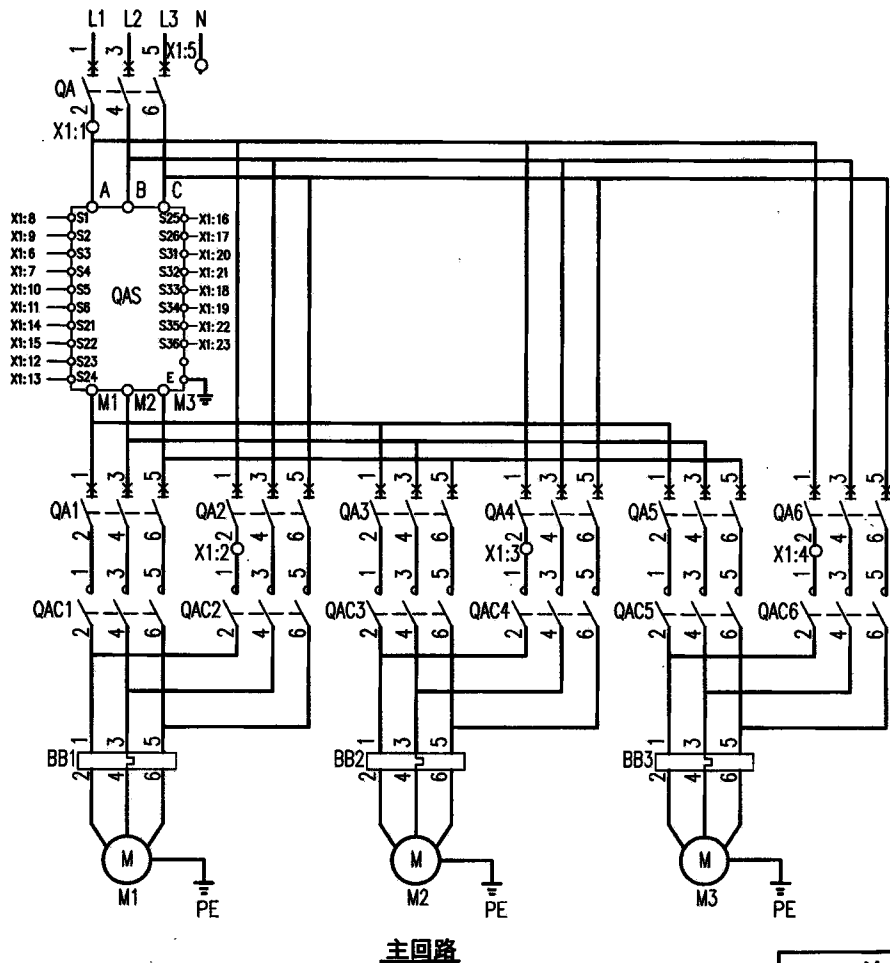 L1 L2 L3 N
1 3 5 X1:5
QA
2 4 6
X1:1
A B C
X1:8 S1 S25 X1:16
X1:9 S2 S26 X1:17
X1:6 S3 S31 X1:20
X1:7 S4 S32 X1:21
X1:10 S5 QAS S33 X1:18
X1:11 S6 S34 X1:19
X1:14 S21 S35 X1:22
X1:15 S22 S36 X1:23
X1:12 S23
X1:13 S24 E
M1 M2 M3
1 3 5 1 3 5 1 3 5 1 3 5 1 3 5 1 3 5
QA1 QA2 QA3 QA4 QA5 QA6
2 4 6 2 4 6 2 4 6 2 4 6 2 4 6 2 4 6
X1:2 X1:3 X1:4
1 3 5 1 3 5 1 3 5 1 3 5 1 3 5 1 3 5
QAC1 QAC2 QAC3 QAC4 QAC5 QAC6
2 4 6 2 4 6 2 4 6 2 4 6 2 4 6 2 4 6
1 3 5 1 3 5 1 3 5
BB1 BB2 BB3
2 4 6 2 4 6 2 4 6
M M M
M1 PE M2 PE M3 PE
主回路